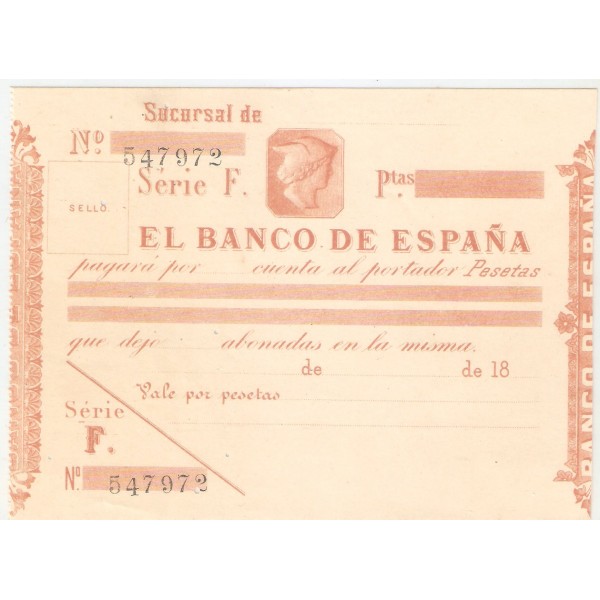 Sucursal de
Nº 547972
Série F. Ptas.
SELLO.
EL BANCO DE ESPAÑA
pagará por cuenta al portador Pesetas
que dejo abonadas en la misma.
de de 18
Vale por pesetas
Série
F.
Nº 547972
BANCO DE ESPAÑA